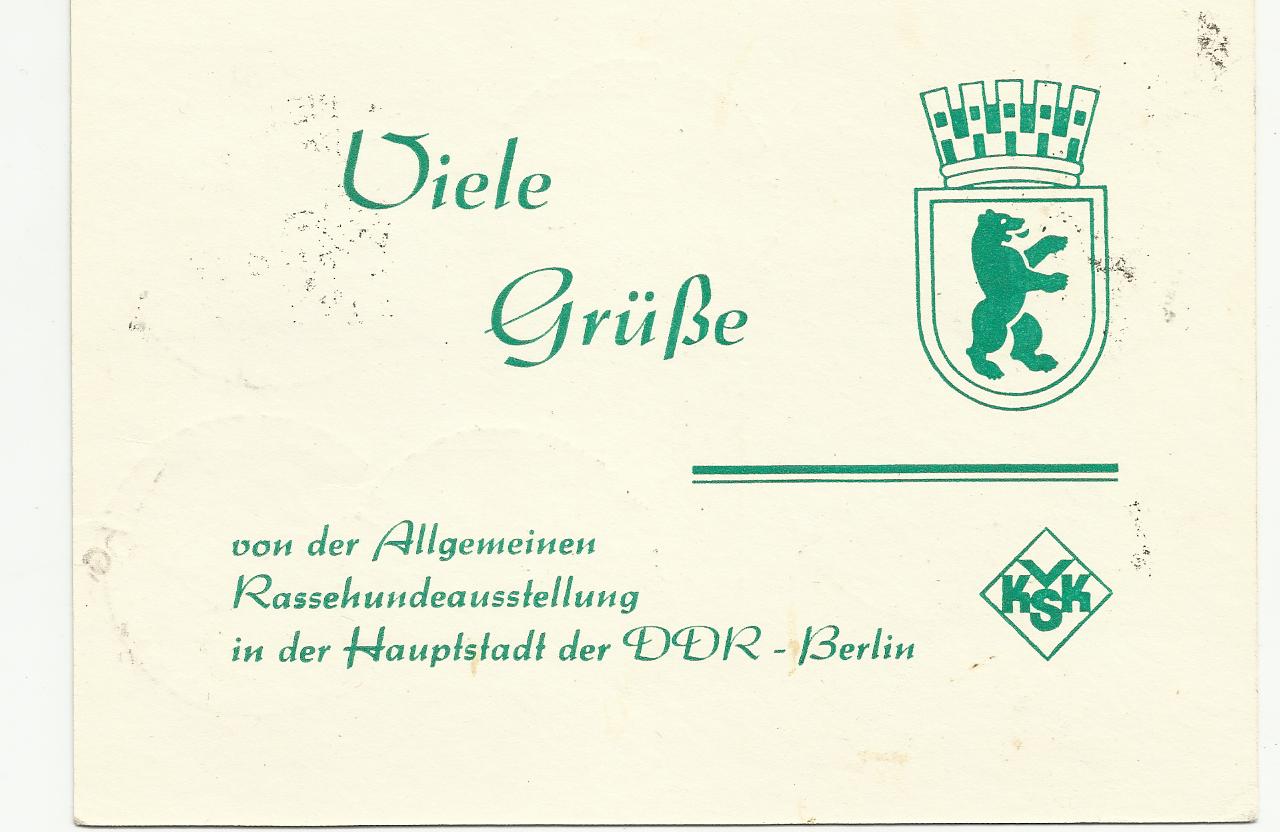 Viele
Grüße
von der Allgemeinen
Rassehundeausstellung
in der Hauptstadt der DDR - Berlin
VKSK